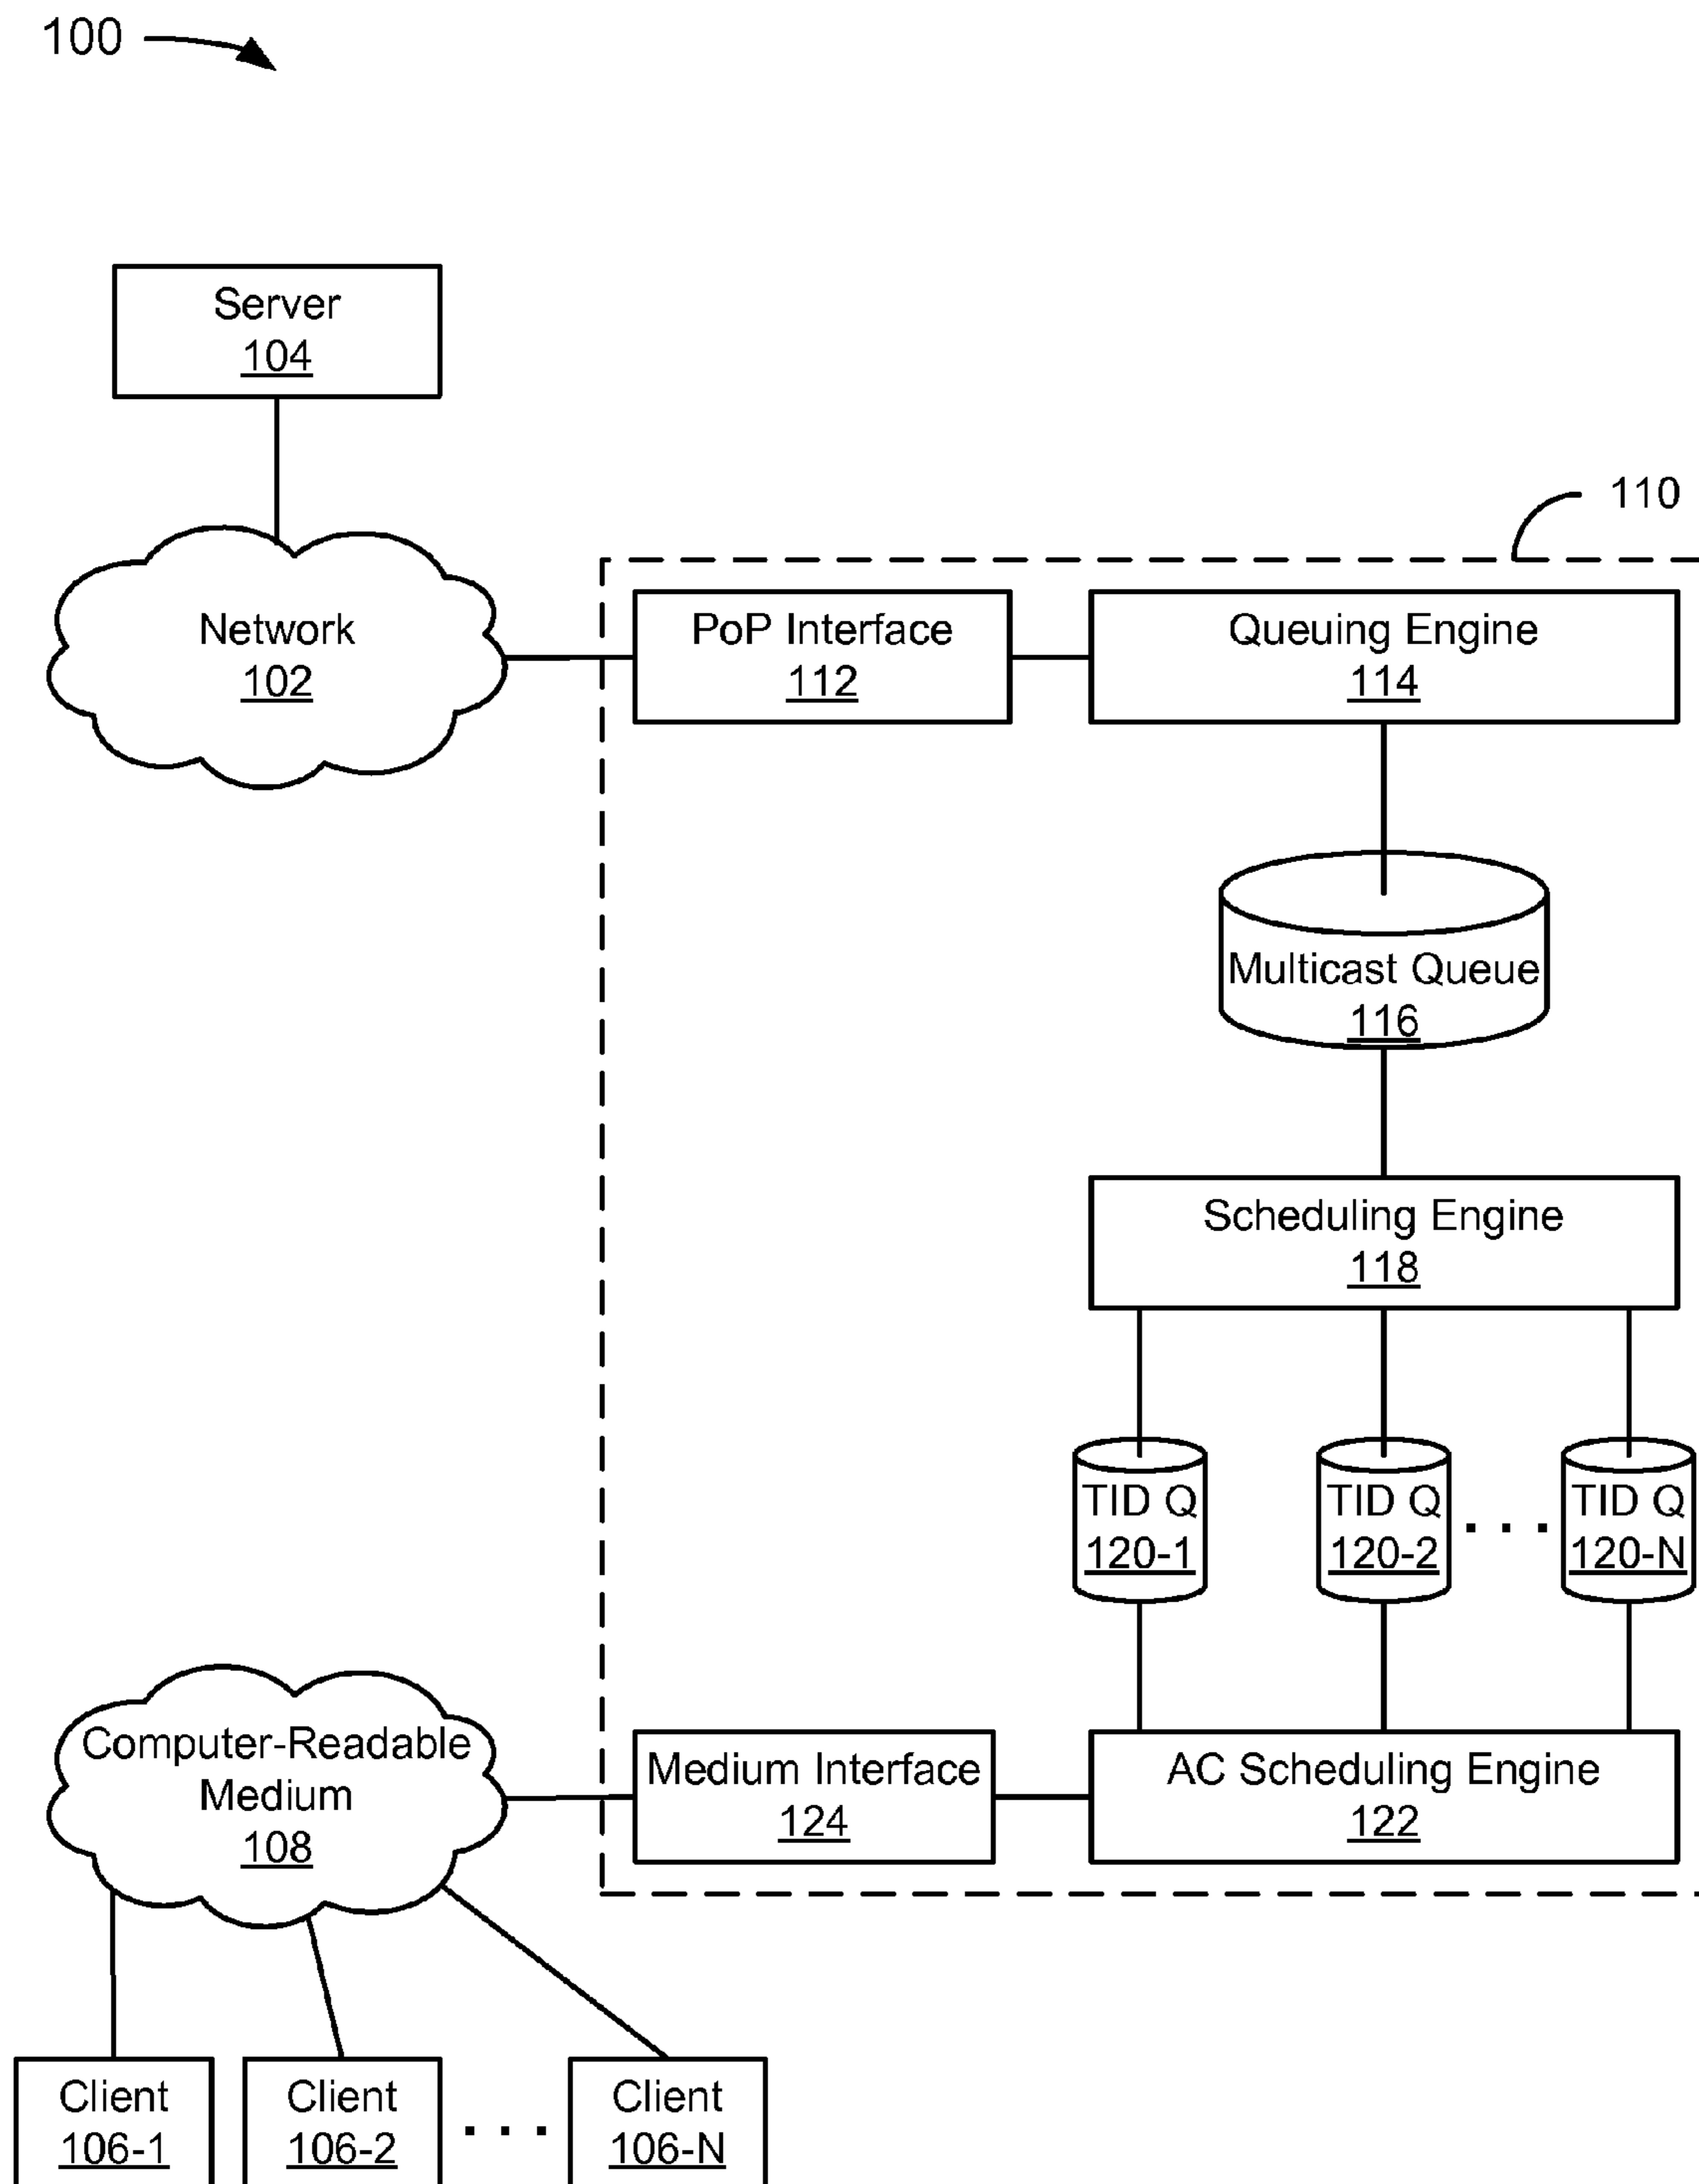 100
Server
104
110
Network
102
PoP Interface
112
Queuing Engine
114
Multicast Queue
116
Scheduling Engine
118
TID Q
120-1
TID Q
120-2
. . .
TID Q
120-N
Computer-Readable
Medium
108
Medium Interface
124
AC Scheduling Engine
122
Client
106-1
Client
106-2
. . .
Client
106-N